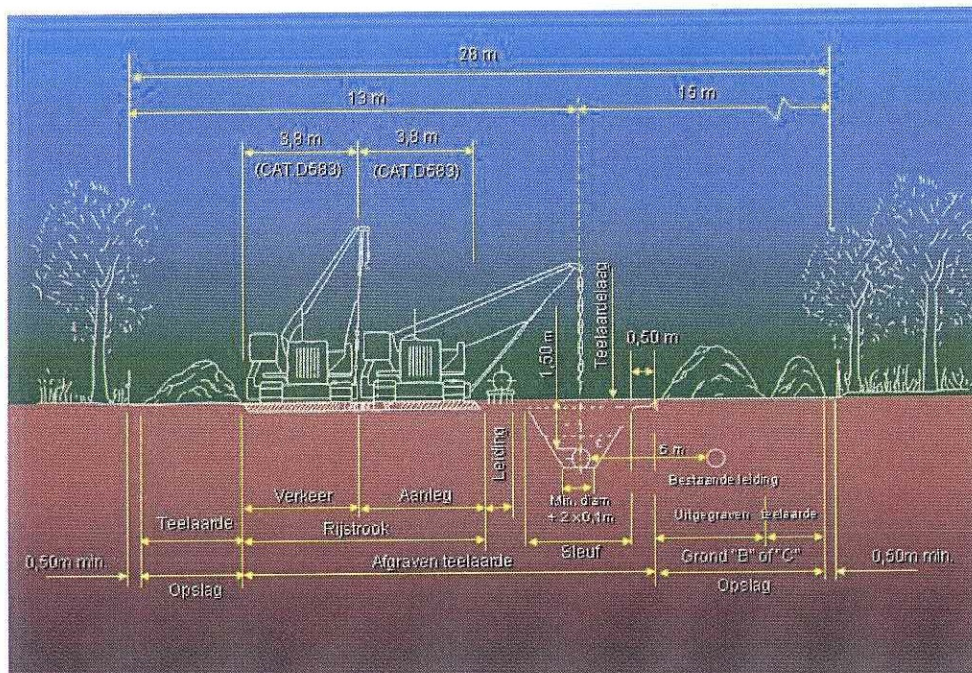 28 m
13 m
15 m
3,8 m
3,8 m
(CAT.D583)
(CAT.D583)
Teelaardelaag
1,50 m
0,50 m
Leiding
5 m
Bestaande leiding
Verkeer
Aanleg
Min. diam
+ 2 x 0,1m
Uitgegraven teelaarde
Teelaarde
Rijstrook
Sleuf
Grond "B" of "C"
0,50m min.
Afgraven teelaarde
0,50m min.
Opslag
Opslag